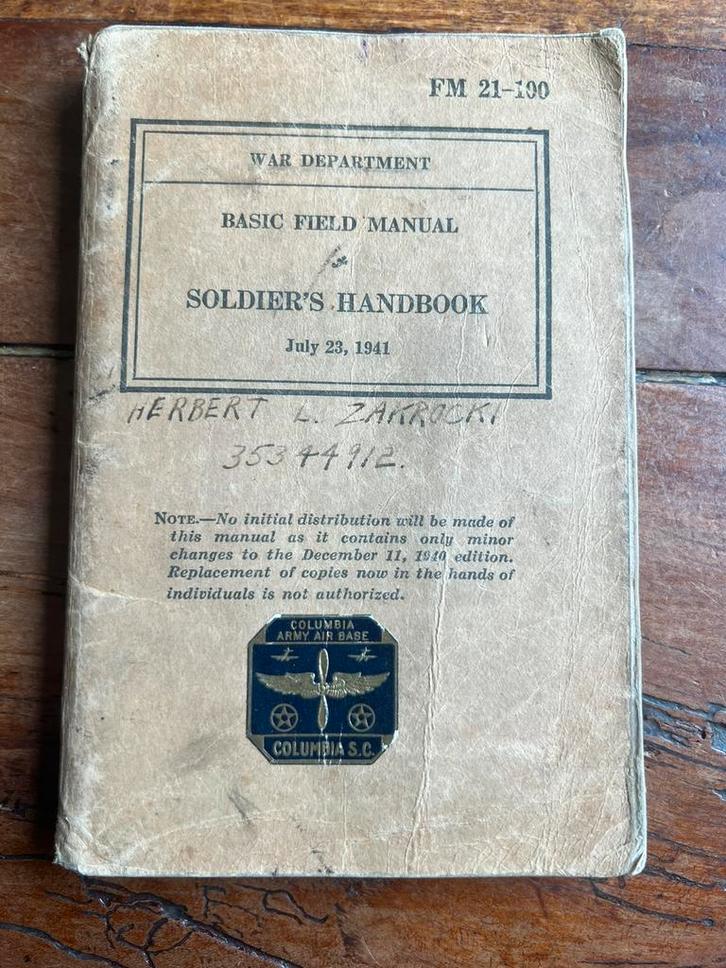 FM 21-100
WAR DEPARTMENT
BASIC FIELD MANUAL
SOLDIER'S HANDBOOK
July 23, 1941
HERBERT L. ZAKROCKI
35344912.
NOTE.—No initial distribution will be made of
this manual as it contains only minor
changes to the December 11, 1940 edition.
Replacement of copies now in the hands of
individuals is not authorized.
COLUMBIA
ARMY AIR BASE
COLUMBIA S.C.